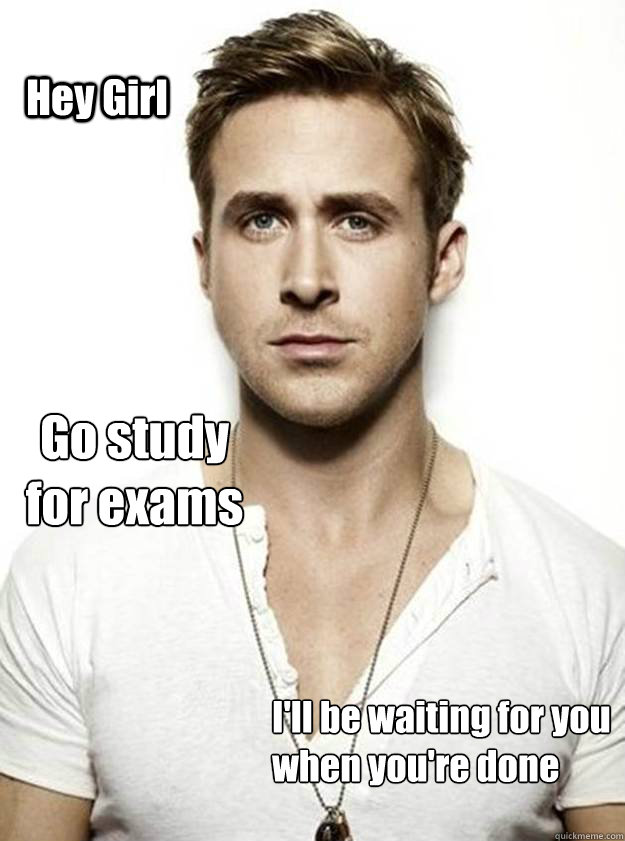 Hey Girl
Go study
for exams
I'll be waiting for you
when you're done
quickmeme.com